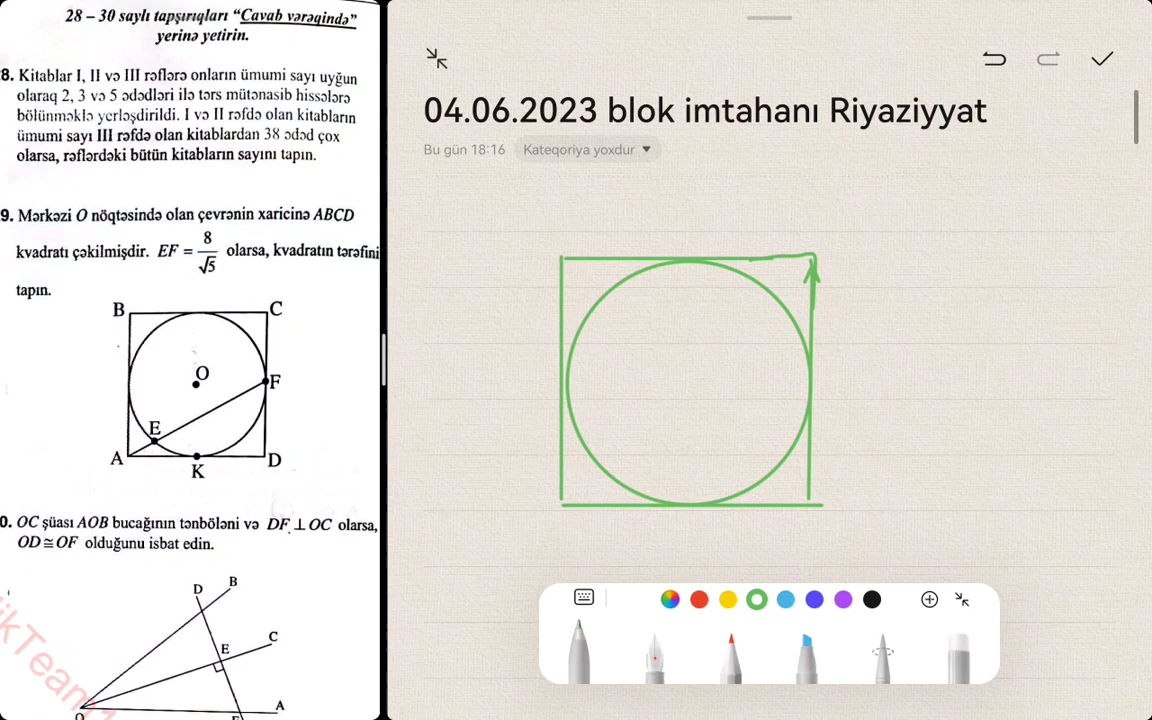 28 – 30 saylı tapşırıqları “Cavab vərəqində”
yerinə yetirin.
8. Kitablar I, II və III rəflərə onların ümumi sayı uyğun
olaraq 2, 3 və 5 ədədləri ilə tərs mütənasib hissələrə
bölünməklə yerləşdirildi. I və II rəfdə olan kitabların
ümumi sayı III rəfdə olan kitablardan 38 ədəd çox
olarsa, rəflərdəki bütün kitabların sayını tapın.
9. Mərkəzi O nöqtəsində olan çevrənin xaricinə ABCD
kvadratı çəkilmişdir. EF = 8/√5 olarsa, kvadratın tərəfini
tapın.
B C
O
F
E
A K D
0. OC şüası AOB bucağının tənböləni və DF ⊥ OC olarsa,
OD ≅ OF olduğunu isbat edin.
D B
C
E
A
O F
04.06.2023 blok imtahanı Riyaziyyat
Bu gün 18:16 Kateqoriya yoxdur